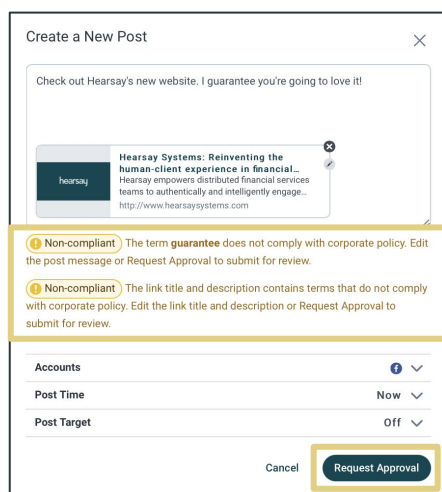 Create a New Post
Check out Hearsay's new website. I guarantee you're going to love it!
hearsay
Hearsay Systems: Reinventing the
human-client experience in financial...
Hearsay empowers distributed financial services
teams to authentically and intelligently engage...
http://www.hearsaysystems.com
Non-compliant The term guarantee does not comply with corporate policy. Edit
the post message or Request Approval to submit for review.
Non-compliant The link title and description contains terms that do not comply
with corporate policy. Edit the link title and description or Request Approval to
submit for review.
Accounts
Post Time Now
Post Target Off
Cancel Request Approval